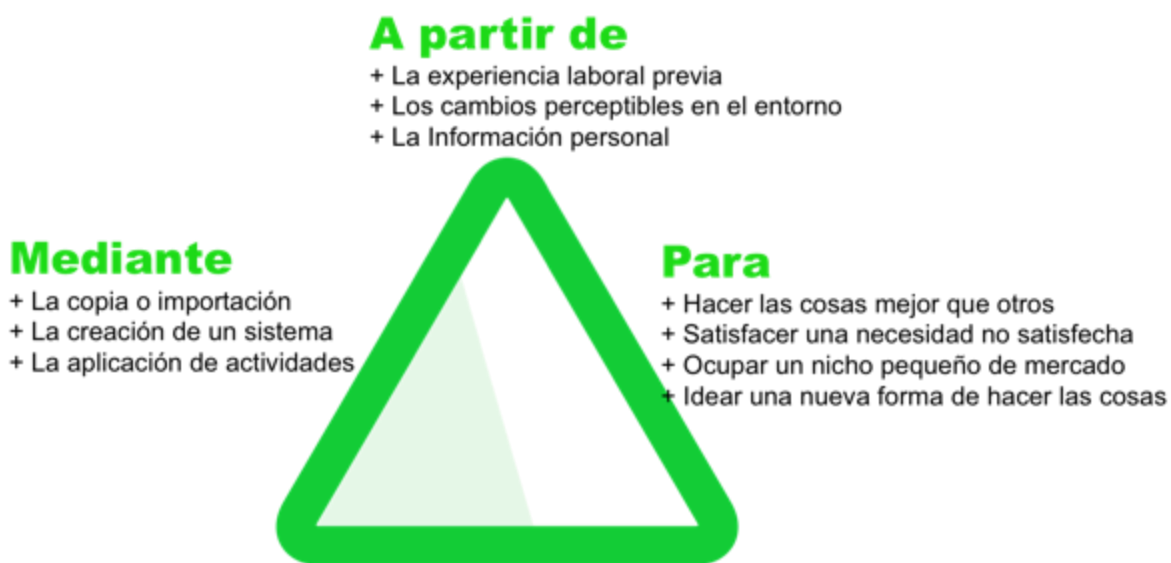 A partir de
+ La experiencia laboral previa
+ Los cambios perceptibles en el entorno
+ La Información personal
Mediante
+ La copia o importación
+ La creación de un sistema
+ La aplicación de actividades
Para
+ Hacer las cosas mejor que otros
+ Satisfacer una necesidad no satisfecha
+ Ocupar un nicho pequeño de mercado
+ Idear una nueva forma de hacer las cosas